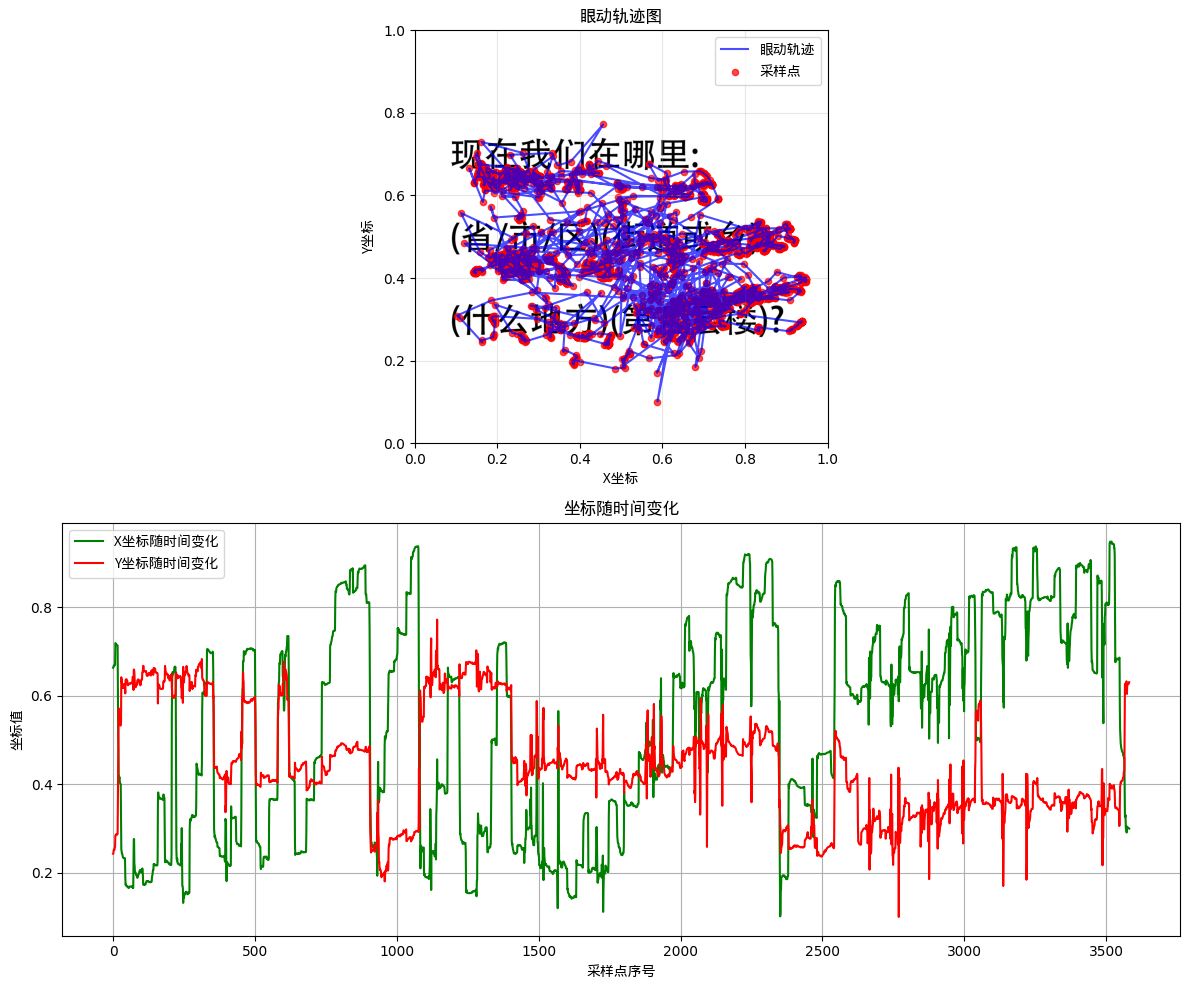 眼动轨迹图
1.0
0.8
0.6
0.4
0.2
0.0
Y坐标
眼动轨迹
采样点
现在我们在哪里:
(省/市/区)(街道或乡
(什么地方)(第 楼)?
0.0 0.2 0.4 0.6 0.8 1.0
X坐标
坐标随时间变化
X坐标随时间变化
Y坐标随时间变化
0.8
0.6
0.4
0.2
坐标值
0 500 1000 1500 2000 2500 3000 3500
采样点序号